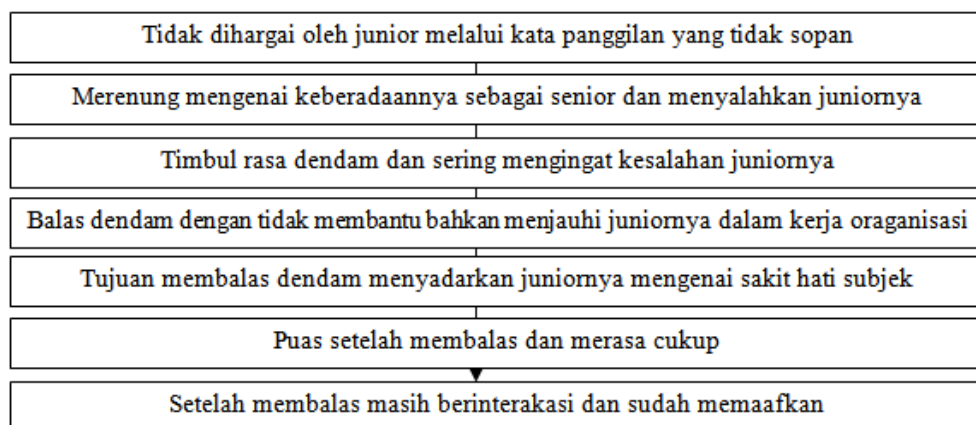 Tidak dihargai oleh junior melalui kata panggilan yang tidak sopan
Merenung mengenai keberadaannya sebagai senior dan menyalahkan juniornya
Timbul rasa dendam dan sering mengingat kesalahan juniornya
Balas dendam dengan tidak membantu bahkan menjauhi juniornya dalam kerja oraganisasi
Tujuan membalas dendam menyadarkan juniornya mengenai sakit hati subjek
Puas setelah membalas dan merasa cukup
Setelah membalas masih berinterakasi dan sudah memaafkan